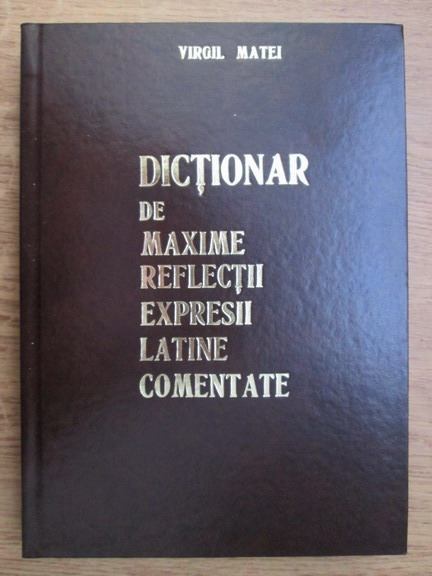 VIRGIL MATEI
DICȚIONAR
DE
MAXIME
REFLECȚII
EXPRESII
LATINE
COMENTATE